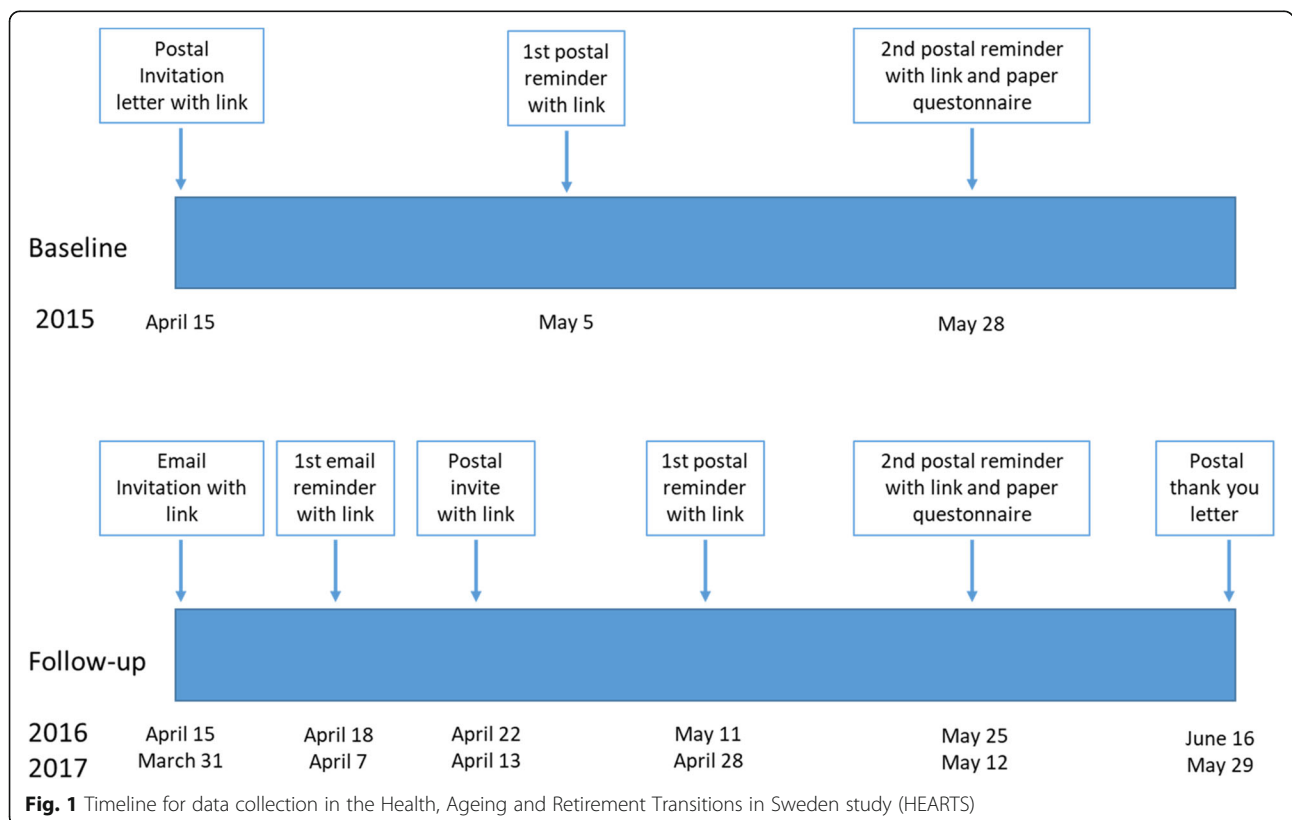 Postal
Invitation
letter with link
1st postal
reminder
with link
2nd postal reminder
with link and paper
questonnaire
Baseline
2015 April 15 May 5 May 28
Email
Invitation with
link
1st email
reminder
with link
Postal
invite
with link
1st postal
reminder
with link
2nd postal reminder
with link and paper
questonnaire
Postal
thank you
letter
Follow-up
2016 April 15 April 18 April 22 May 11 May 25 June 16
2017 March 31 April 7 April 13 April 28 May 12 May 29
Fig. 1 Timeline for data collection in the Health, Ageing and Retirement Transitions in Sweden study (HEARTS)